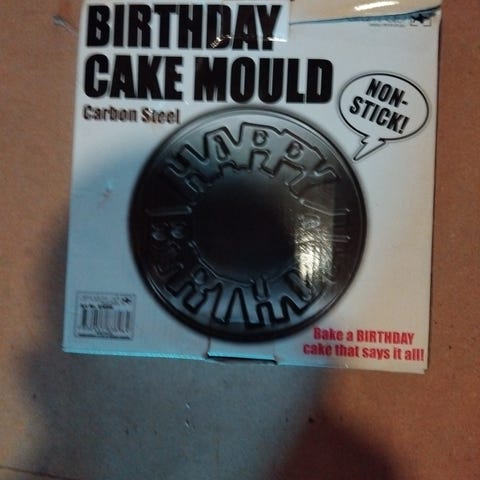 BIRTHDAY
CAKE MOULD
Carbon Steel
NON-
STICK!
HAPPY
BIRTHDAY
Bake a BIRTHDAY
cake that says it all!